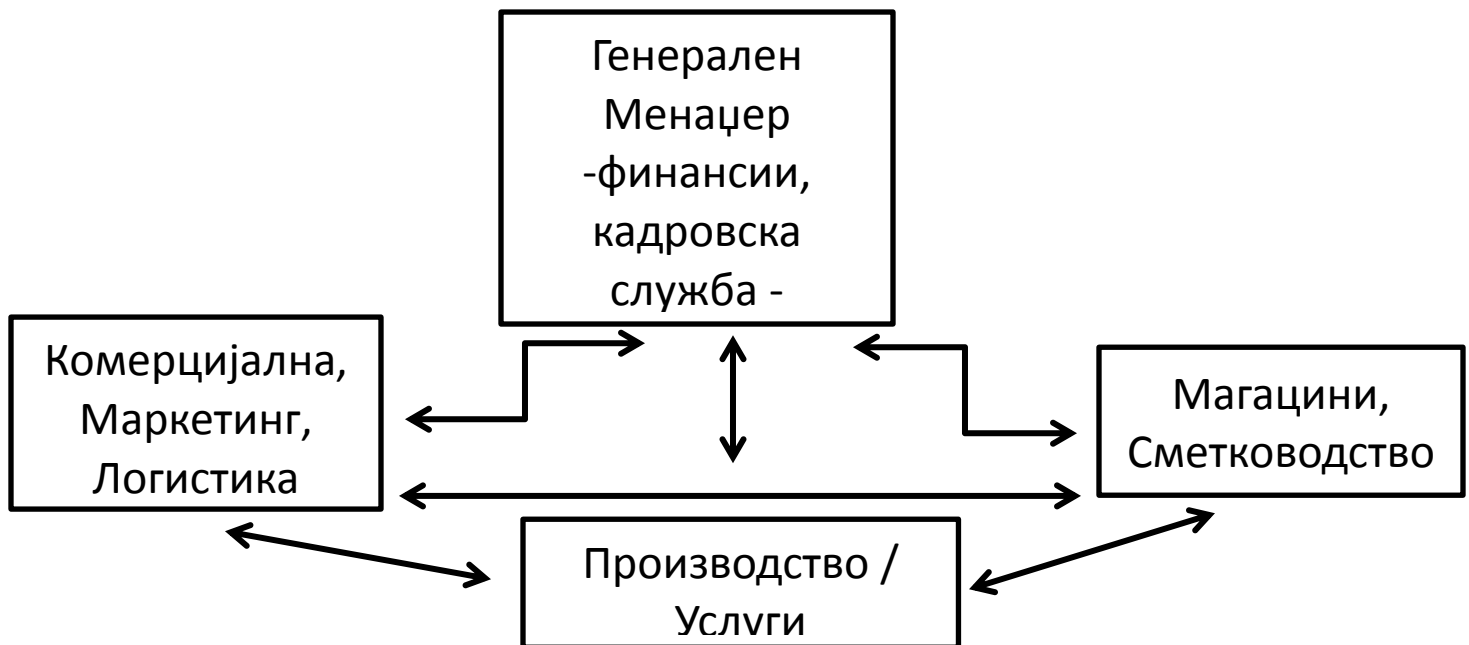 Генерален
Менаџер
-финансии,
кадровска
служба -
Комерцијална,
Маркетинг,
Логистика
Магацини,
Сметководство
Производство /
Услуги